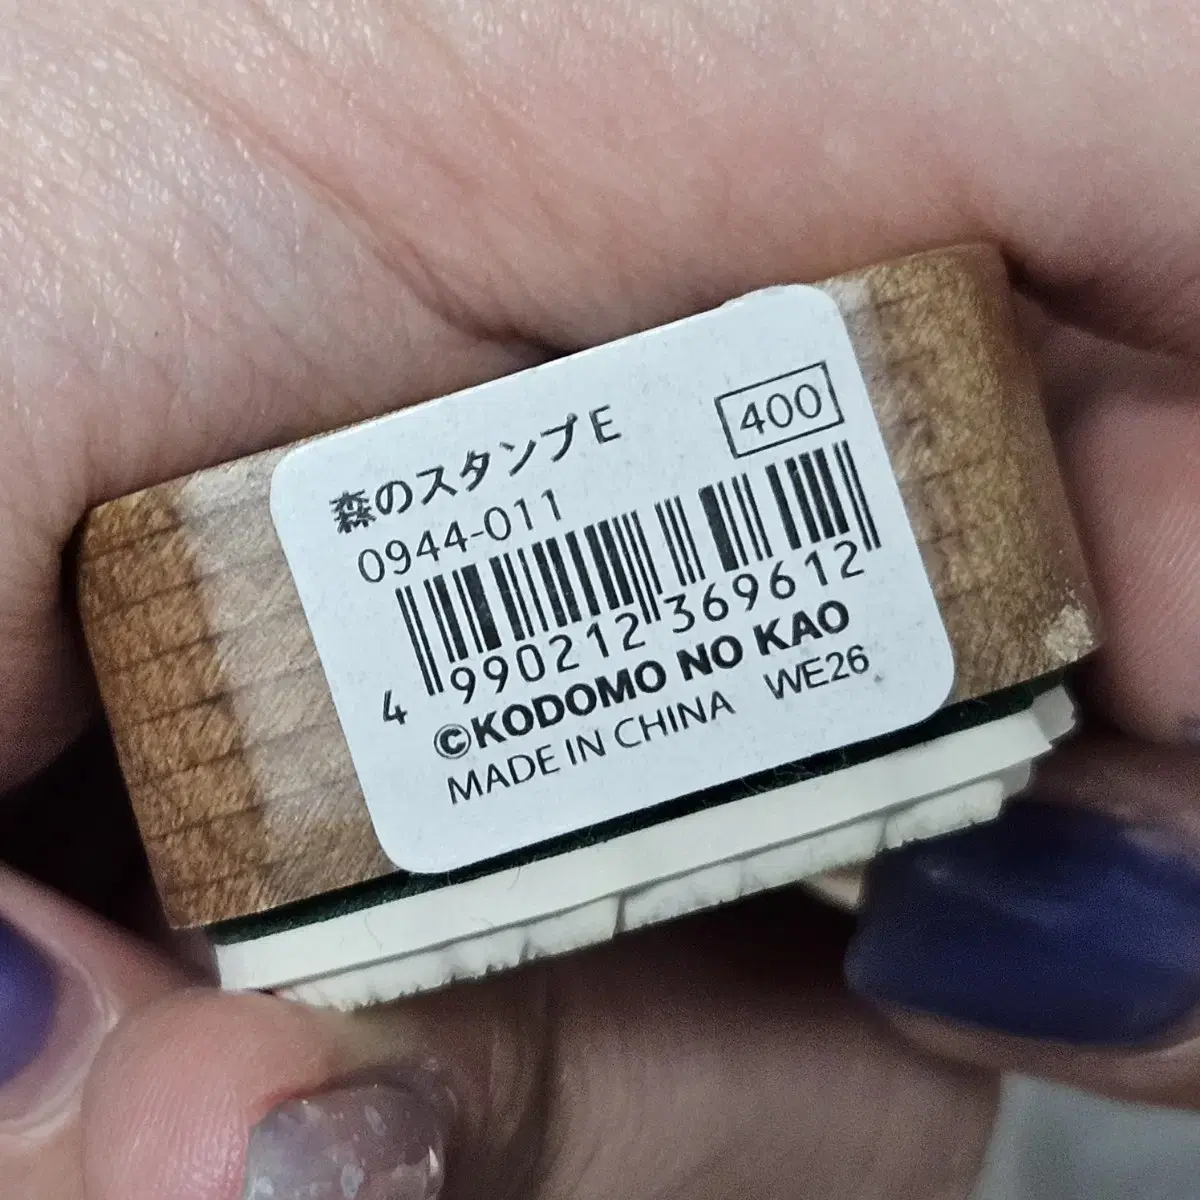 森のスタンプE
400
0944-011
4 990212 369612
©KODOMO NO KAO
MADE IN CHINA WE26